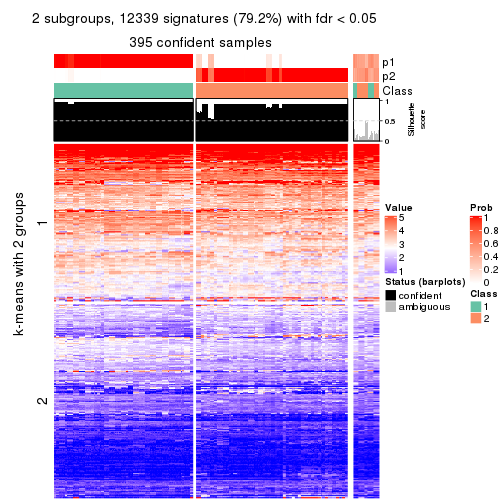 2 subgroups, 12339 signatures (79.2%) with fdr < 0.05
395 confident samples
p1
p2
Class
1
0.5
0
Silhouette
score
k-means with 2 groups
1
2
Value
5
4
3
2
1
Status (barplots)
confident
ambiguous
Prob
1
0.8
0.6
0.4
0.2
0
Class
1
2